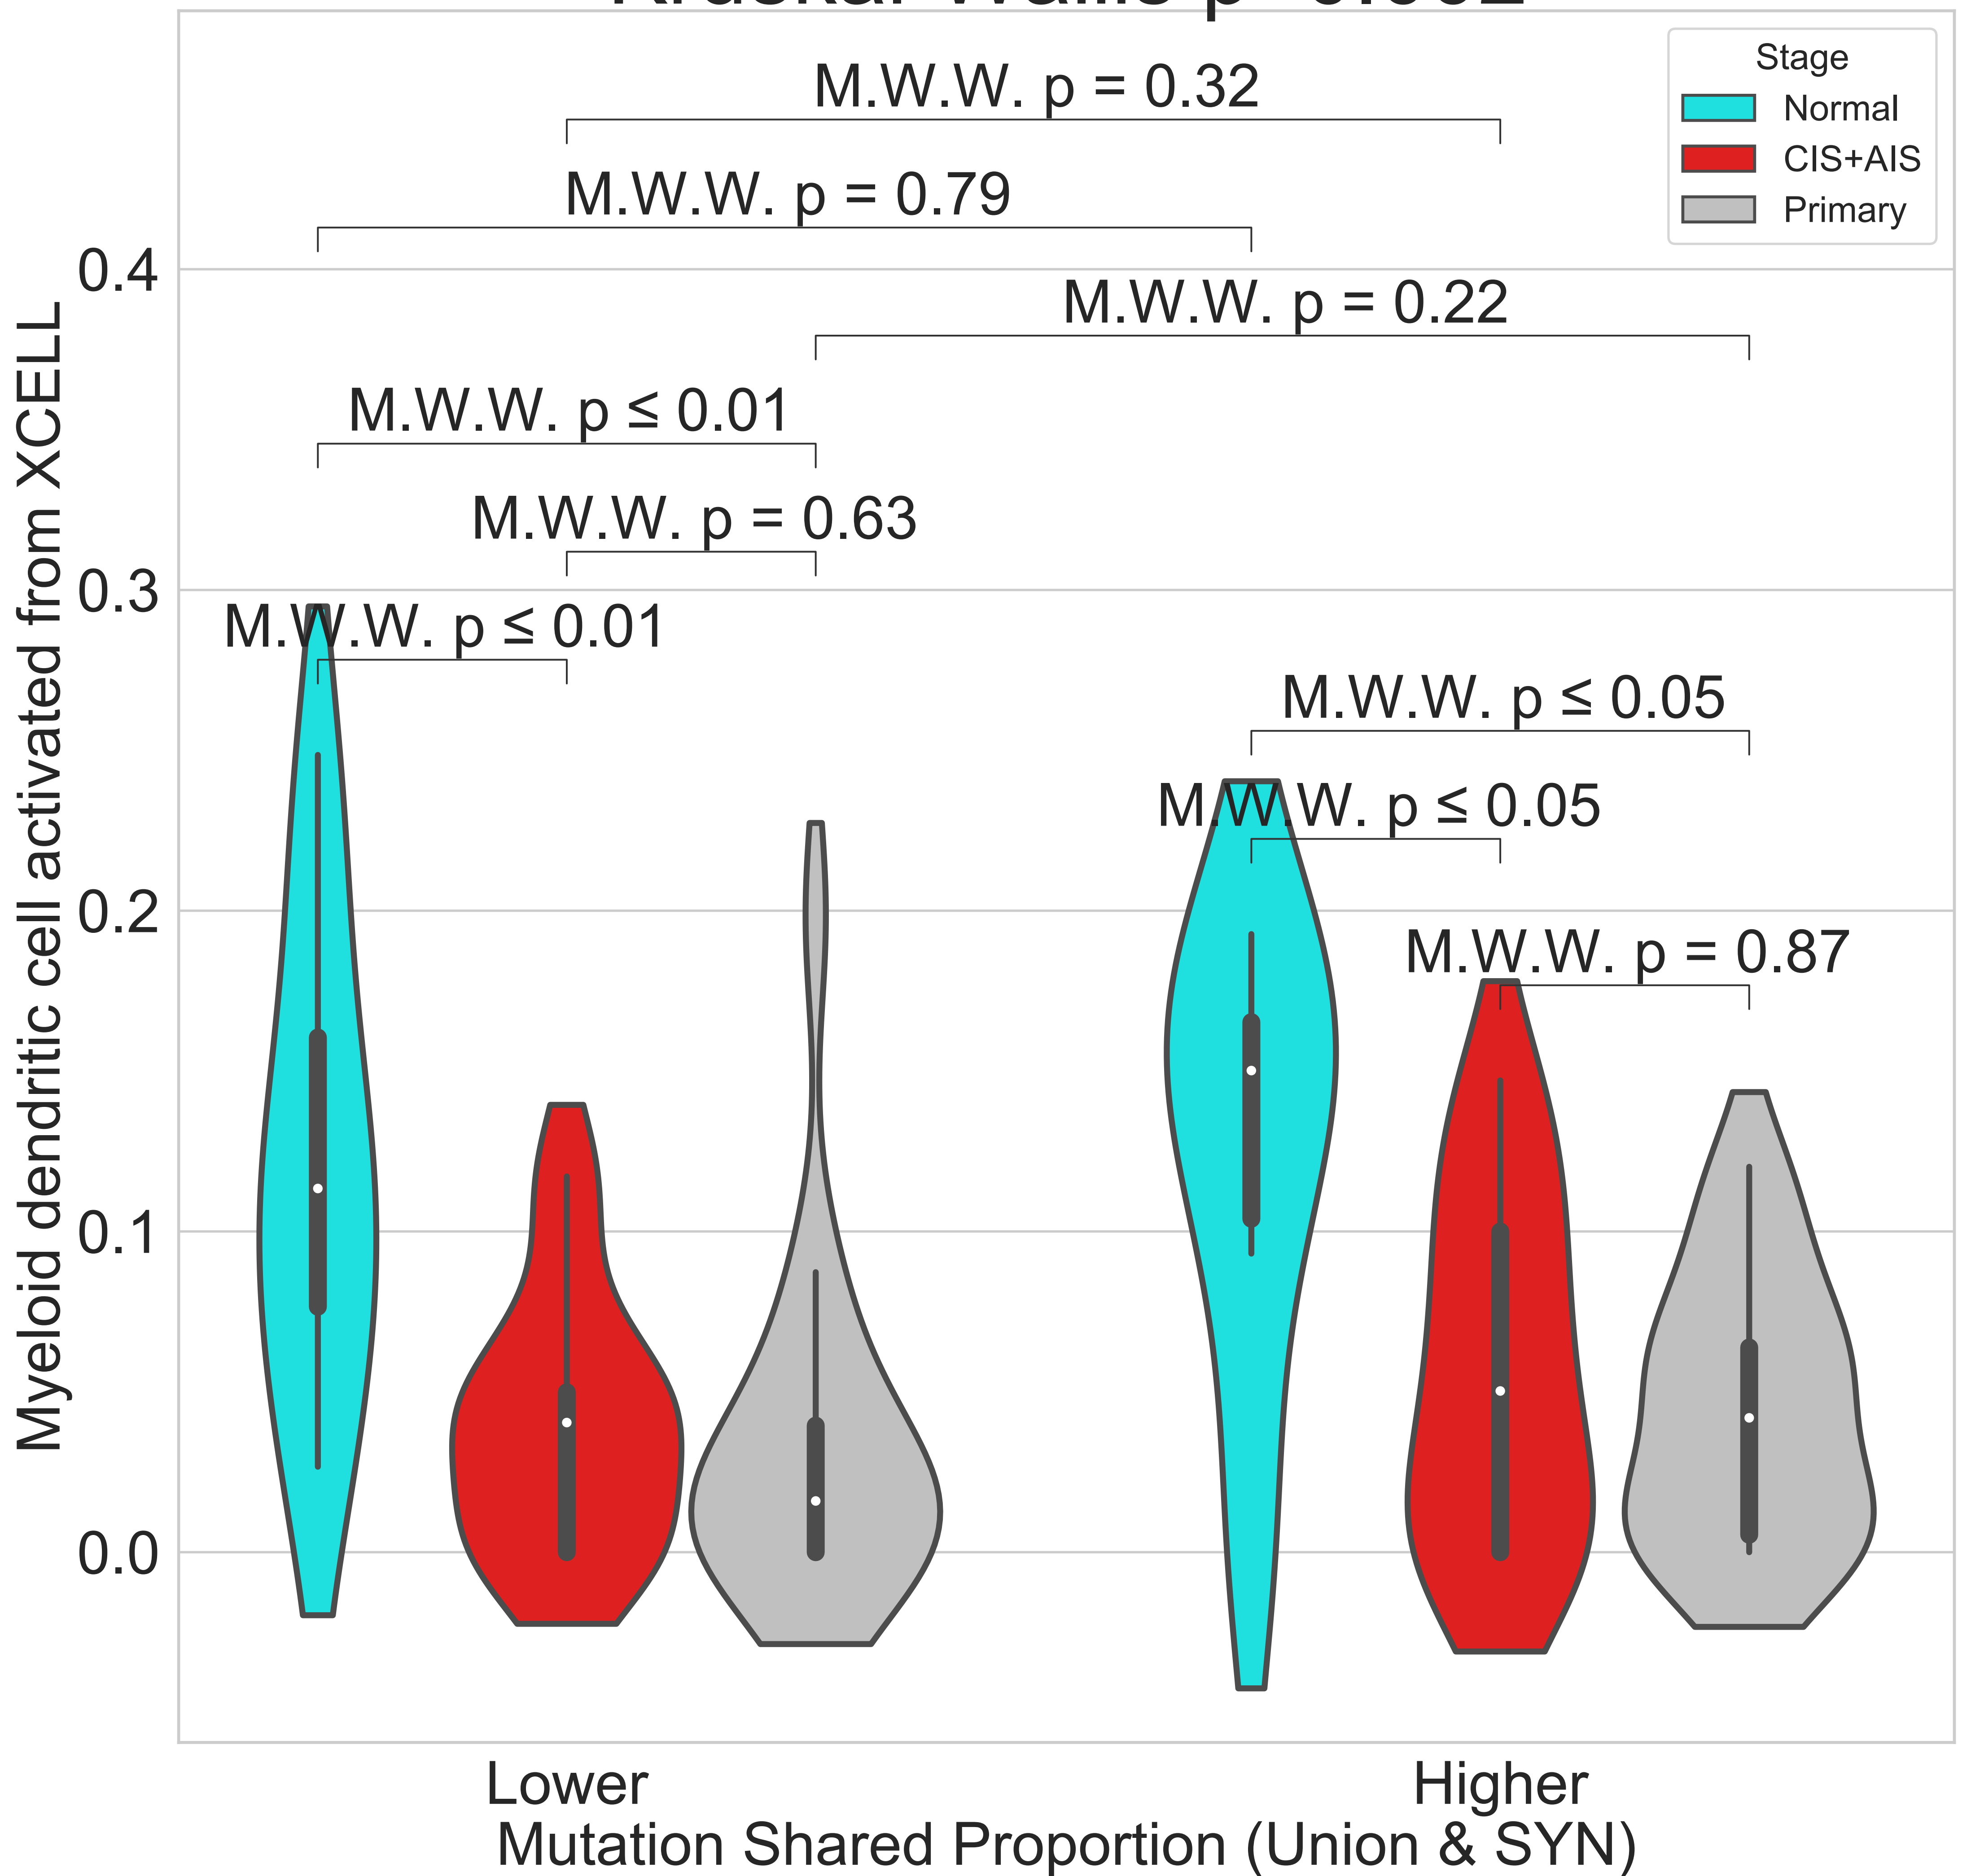 Stage
Normal
CIS+AIS
Primary
M.W.W. p = 0.32
M.W.W. p = 0.79
M.W.W. p = 0.22
M.W.W. p ≤ 0.01
M.W.W. p = 0.63
M.W.W. p ≤ 0.01
M.W.W. p ≤ 0.05
M.W.W. p ≤ 0.05
M.W.W. p = 0.87
Myeloid dendritic cell activated from XCELL
0.4
0.3
0.2
0.1
0.0
Lower
Higher
Mutation Shared Proportion (Union & SYN)